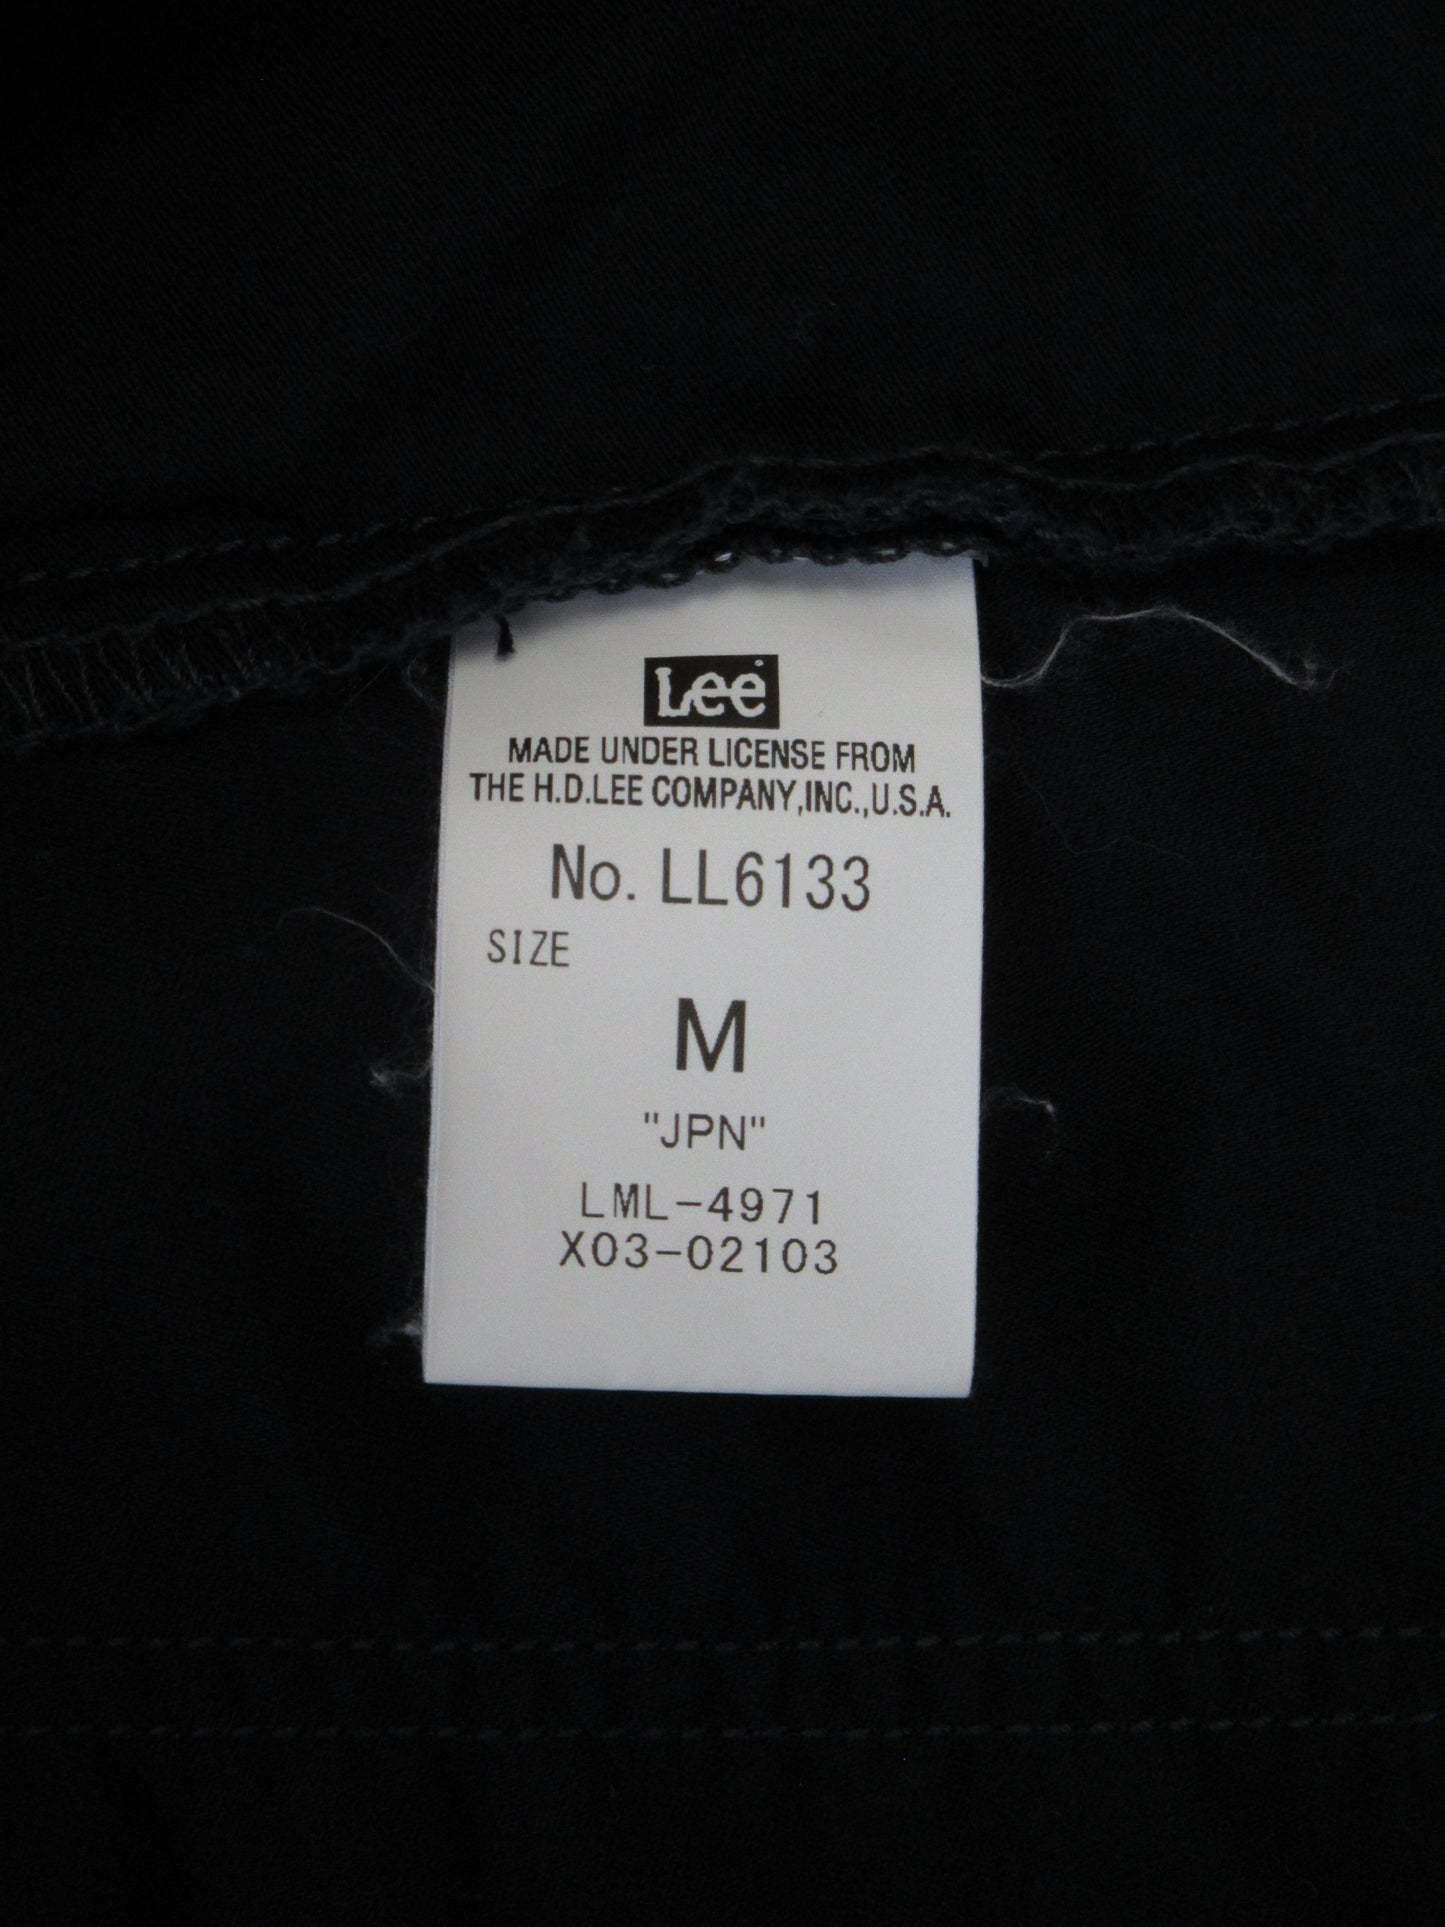 Lee
MADE UNDER LICENSE FROM
THE H.D.LEE COMPANY,INC.,U.S.A.
No. LL6133
SIZE
M
"JPN"
LML-4971
X03-02103